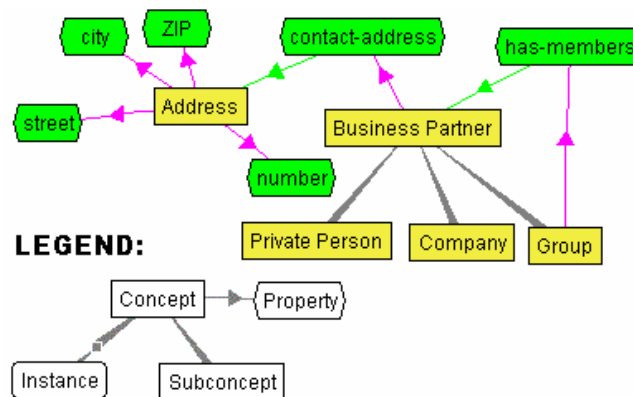 city
ZIP
contact-address
has-members
street
Address
Business Partner
number
Private Person
Company
Group
LEGEND:
Concept
Property
Instance
Subconcept